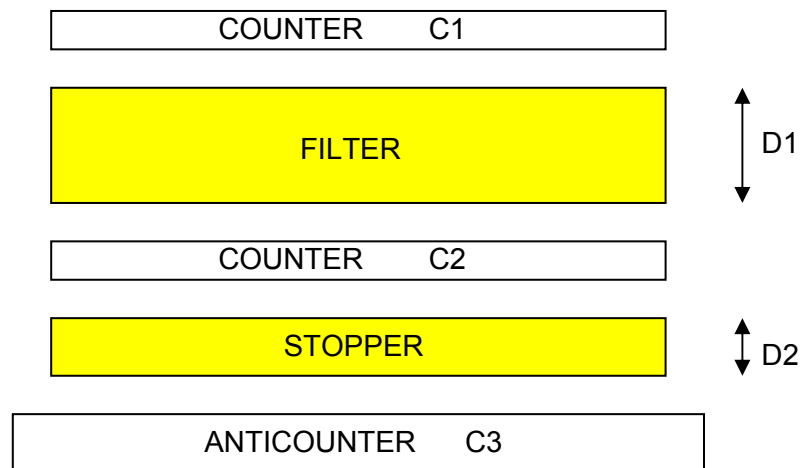 COUNTER C1
FILTER
D1
COUNTER C2
STOPPER
D2
ANTICOUNTER C3